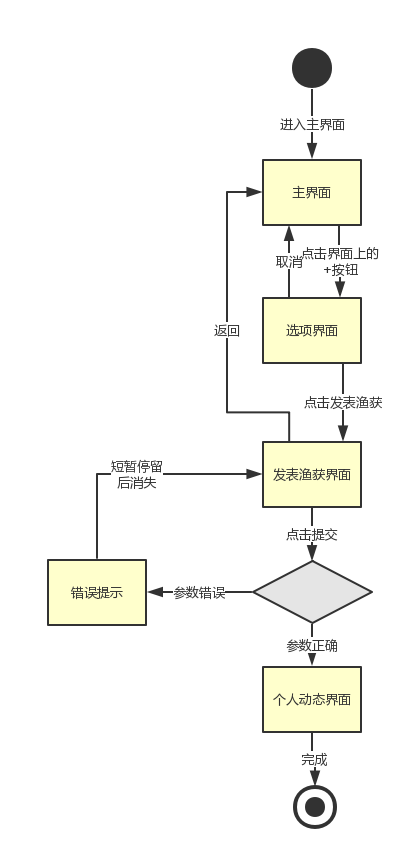 进入主界面
主界面
取消
点击界面上的
+按钮
返回
选项界面
点击发表渔获
短暂停留
后消失
发表渔获界面
点击提交
错误提示
参数错误
参数正确
个人动态界面
完成